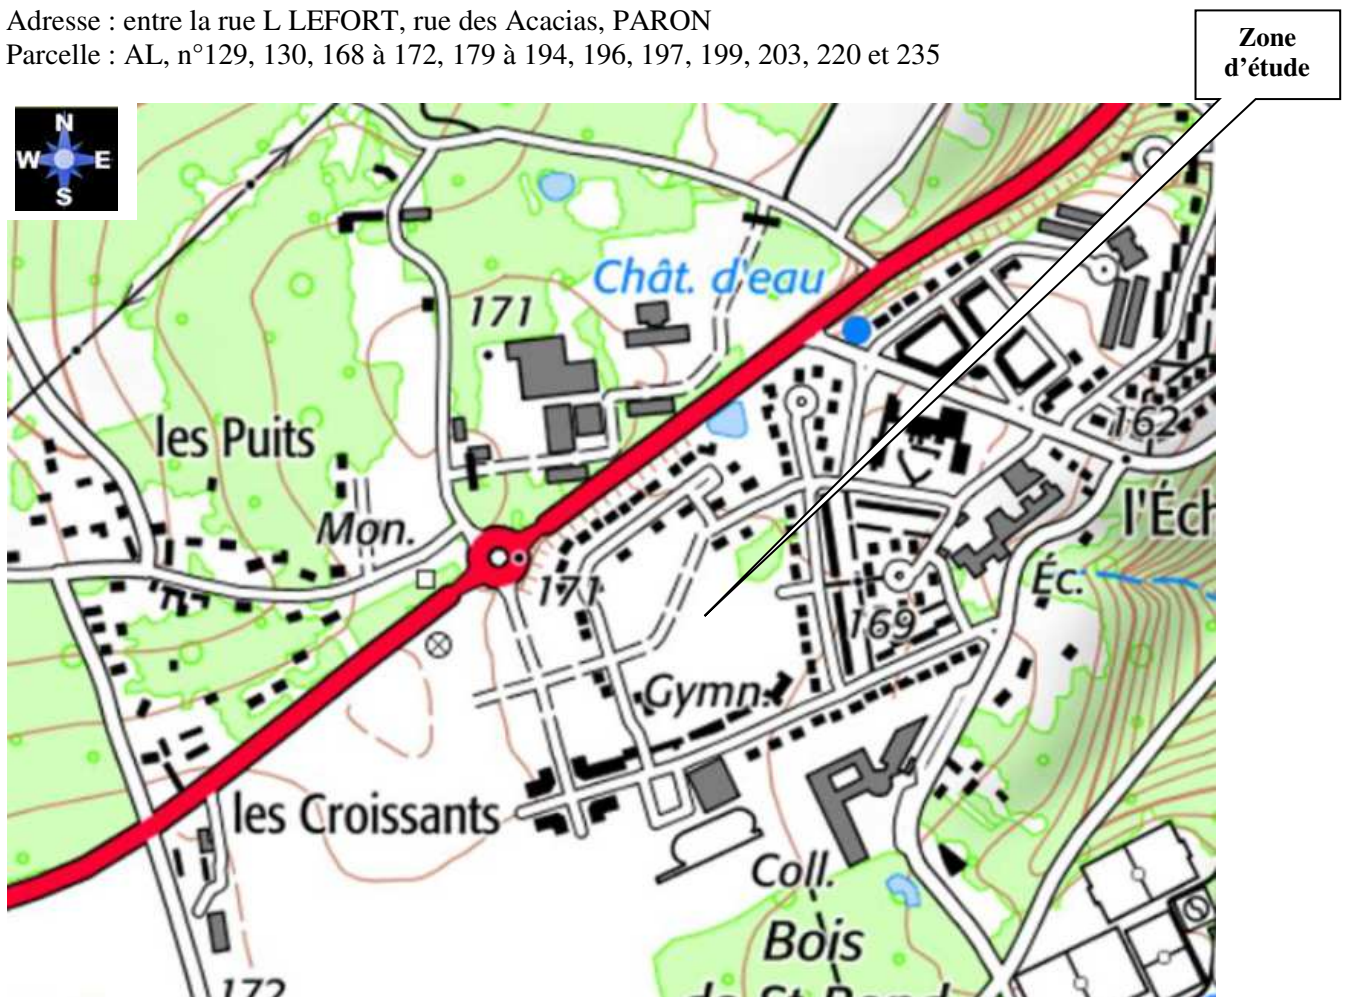 Adresse : entre la rue L LEFORT, rue des Acacias, PARON
Parcelle : AL, n°129, 130, 168 à 172, 179 à 194, 196, 197, 199, 203, 220 et 235
Zone
d'étude
N
W E
S
Chât. d'eau
171
les Puits
162
Mon.
l'Éch
171
Éc.
169
Gymn.
les Croissants
Coll.
Bois
172